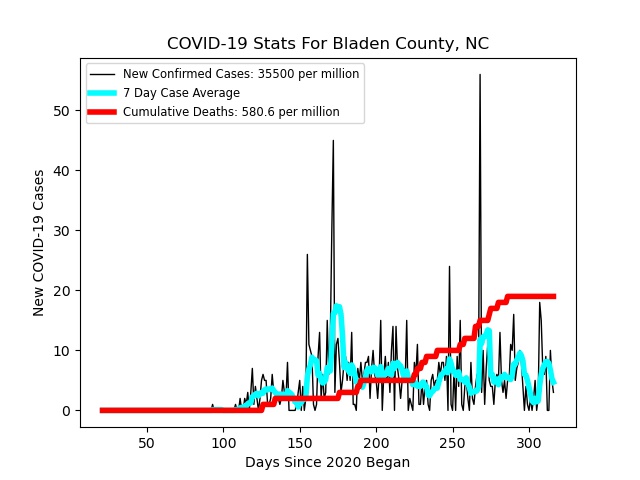 COVID-19 Stats For Bladen County, NC
New Confirmed Cases: 35500 per million
7 Day Case Average
Cumulative Deaths: 580.6 per million
New COVID-19 Cases
50
40
30
20
10
0
50 100 150 200 250 300
Days Since 2020 Began